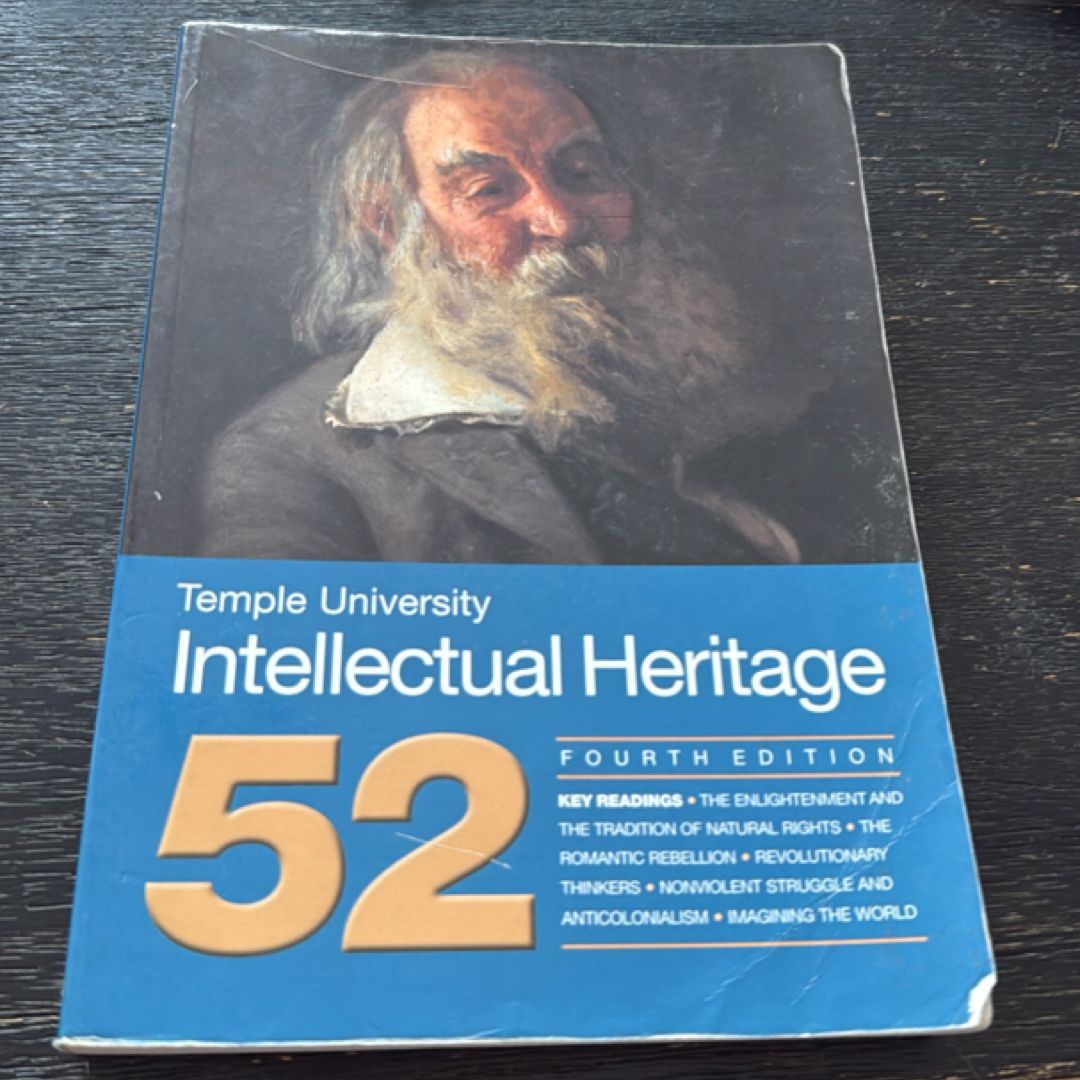 Temple University
Intellectual Heritage
52
FOURTH EDITION
KEY READINGS • THE ENLIGHTENMENT AND
THE TRADITION OF NATURAL RIGHTS • THE
ROMANTIC REBELLION • REVOLUTIONARY
THINKERS • NONVIOLENT STRUGGLE AND
ANTICOLONIALISM • IMAGINING THE WORLD